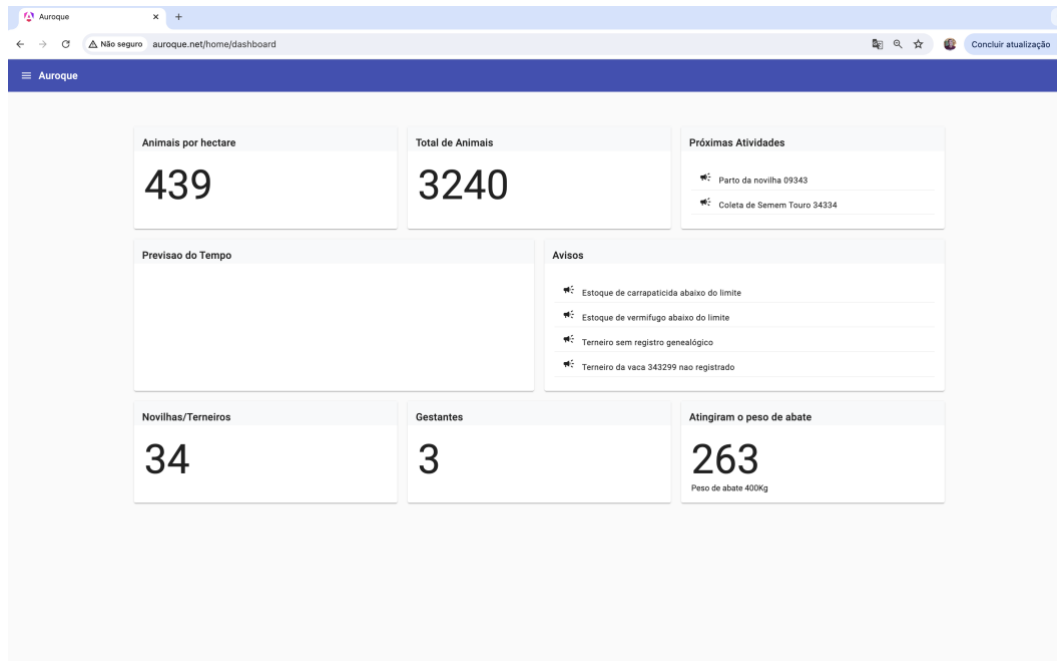 Auroque
Não seguro auroque.net/home/dashboard
Concluir atualização
Auroque
Animais por hectare
439
Total de Animais
3240
Próximas Atividades
Parto da novilha 09343
Coleta de Semem Touro 34334
Previsao do Tempo
Avisos
Estoque de carrapaticida abaixo do limite
Estoque de vermifugo abaixo do limite
Terneiro sem registro genealógico
Terneiro da vaca 343299 nao registrado
Novilhas/Terneiros
34
Gestantes
3
Atingiram o peso de abate
263
Peso de abate 400Kg